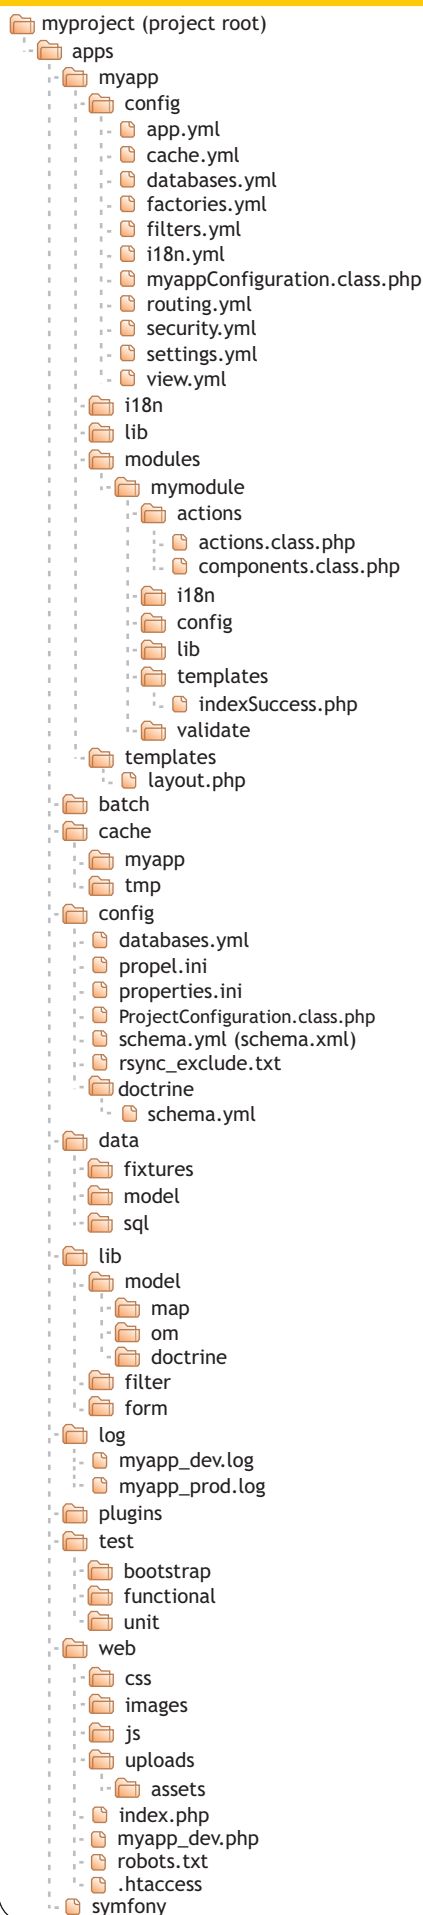 myproject (project root)
apps
myapp
config
app.yml
cache.yml
databases.yml
factories.yml
filters.yml
i18n.yml
myappConfiguration.class.php
routing.yml
security.yml
settings.yml
view.yml
i18n
lib
modules
mymodule
actions
actions.class.php
components.class.php
i18n
config
lib
templates
indexSuccess.php
validate
templates
layout.php
batch
cache
myapp
tmp
config
databases.yml
propel.ini
properties.ini
ProjectConfiguration.class.php
schema.yml (schema.xml)
rsync_exclude.txt
doctrine
schema.yml
data
fixtures
model
sql
lib
model
map
om
doctrine
filter
form
log
myapp_dev.log
myapp_prod.log
plugins
test
bootstrap
functional
unit
web
css
images
js
uploads
assets
index.php
myapp_dev.php
robots.txt
.htaccess
symfony